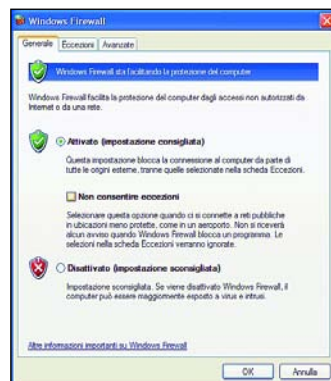 Windows Firewall
Generale Eccezioni Avanzate
Windows Firewall sta facilitando la protezione del computer
Windows Firewall facilita la protezione del computer dagli accessi non autorizzati da
Internet o da una rete.
Attivato (impostazione consigliata)
Questa impostazione blocca la connessione al computer da parte di
tutte le origini esterne, tranne quelle selezionate nella scheda Eccezioni.
Non consentire eccezioni
Selezionare questa opzione quando ci si connette a reti pubbliche
in ubicazioni meno protette, come in un aeroporto. Non si riceverà
alcun avviso quando Windows Firewall blocca un programma. Le
selezioni nella scheda Eccezioni verranno ignorate.
Disattivato (impostazione sconsigliata)
Impostazione sconsigliata. Se viene disattivato Windows Firewall, il
computer può essere maggiormente esposto a virus e intrusi.
Altre informazioni importanti su Windows Firewall
OK Annulla